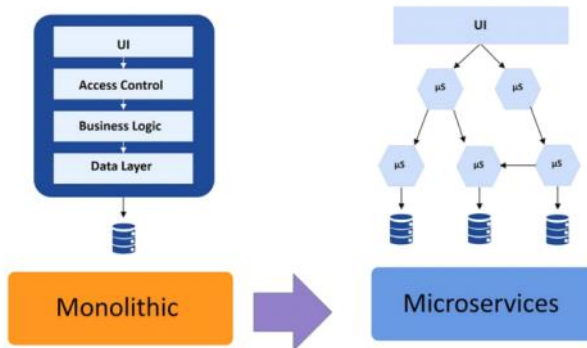 UI
Access Control
Business Logic
Data Layer
Monolithic
UI
μS
μS
μS
μS
μS
Microservices